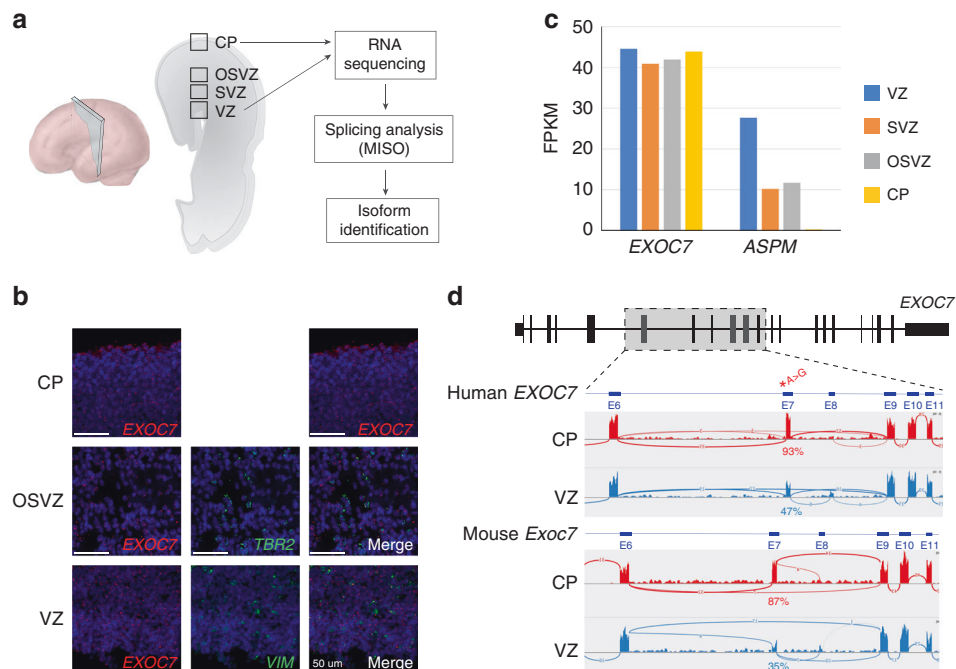 a
CP
OSVZ
SVZ
VZ
RNA
sequencing
Splicing analysis
(MISO)
Isoform
identification
b
CP
EXOC7
EXOC7
OSVZ
EXOC7
TBR2
Merge
VZ
EXOC7
VIM
50 um
Merge
c
FPKM
50
40
30
20
10
0
EXOC7
ASPM
VZ
SVZ
OSVZ
CP
d
EXOC7
*A>G
Human EXOC7
E6
E7
E8
E9
E10
E11
CP
93%
VZ
47%
Mouse Exoc7
E6
E7
E8
E9
E10
E11
CP
87%
VZ
35%